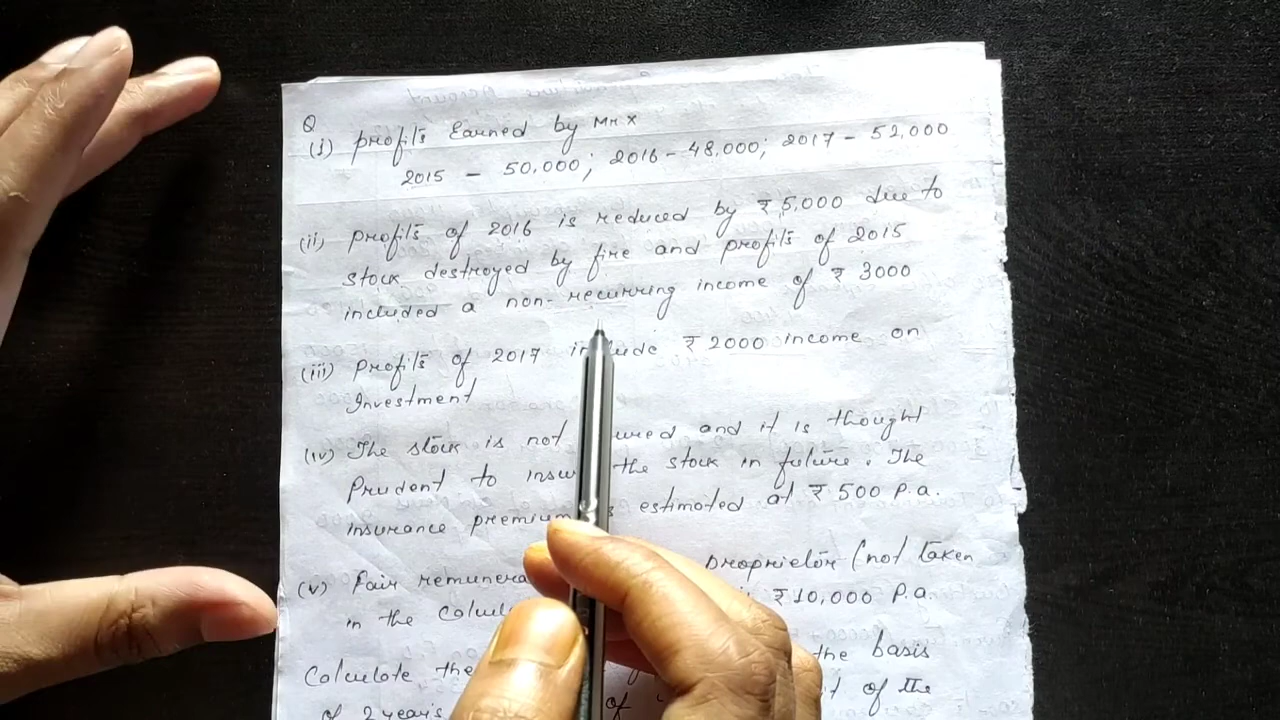 Q
(i) profits Earned by Mr. X
2015 - 50,000; 2016 - 48,000; 2017 - 52,000
(ii) profits of 2016 is reduced by ₹ 5,000 due to
stock destroyed by fire and profits of 2015
included a non-recurring income of ₹ 3000
(iii) profits of 2017 include ₹ 2000 income on
Investment
(iv) The stock is not and it is thought
Prudent to the stock in future. The
insurance premium estimated at ₹ 500 P.a.
(v) Fair proprietor (not taken
in the ₹ 10,000 P.a.
Calculate the the basis
of 2 years of of the